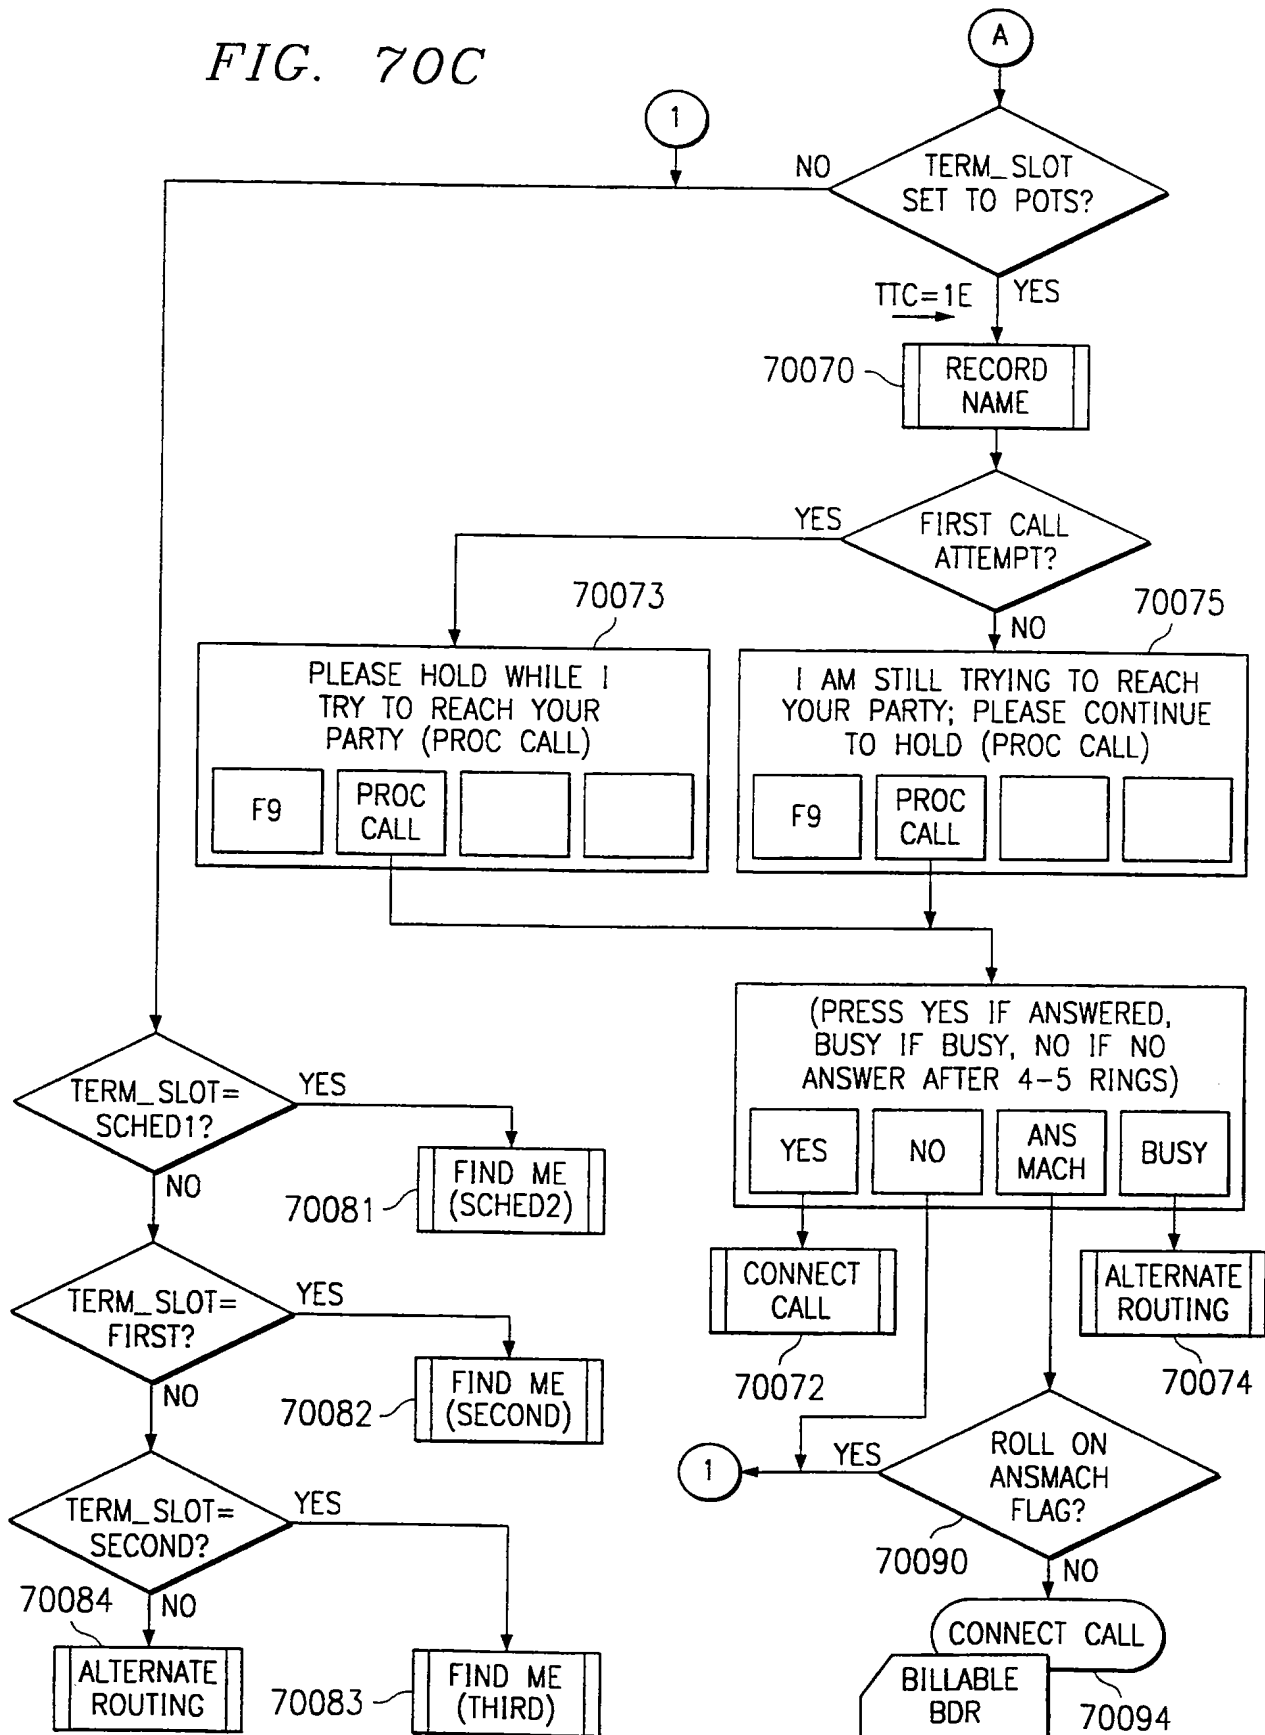 FIG. 70C
A
1
NO
TERM_SLOT
SET TO POTS?
TTC=1E
YES
70070
RECORD
NAME
YES
FIRST CALL
ATTEMPT?
NO
70073
70075
PLEASE HOLD WHILE I
TRY TO REACH YOUR
PARTY (PROC CALL)
F9
PROC
CALL
I AM STILL TRYING TO REACH
YOUR PARTY; PLEASE CONTINUE
TO HOLD (PROC CALL)
F9
PROC
CALL
(PRESS YES IF ANSWERED,
BUSY IF BUSY, NO IF NO
ANSWER AFTER 4-5 RINGS)
YES
NO
ANS
MACH
BUSY
TERM_SLOT=
SCHED1?
YES
NO
70081
FIND ME
(SCHED2)
CONNECT
CALL
70072
ALTERNATE
ROUTING
70074
TERM_SLOT=
FIRST?
YES
NO
70082
FIND ME
(SECOND)
1
YES
ROLL ON
ANSMACH
FLAG?
70090
NO
TERM_SLOT=
SECOND?
YES
NO
70084
ALTERNATE
ROUTING
70083
FIND ME
(THIRD)
CONNECT CALL
BILLABLE
BDR
70094